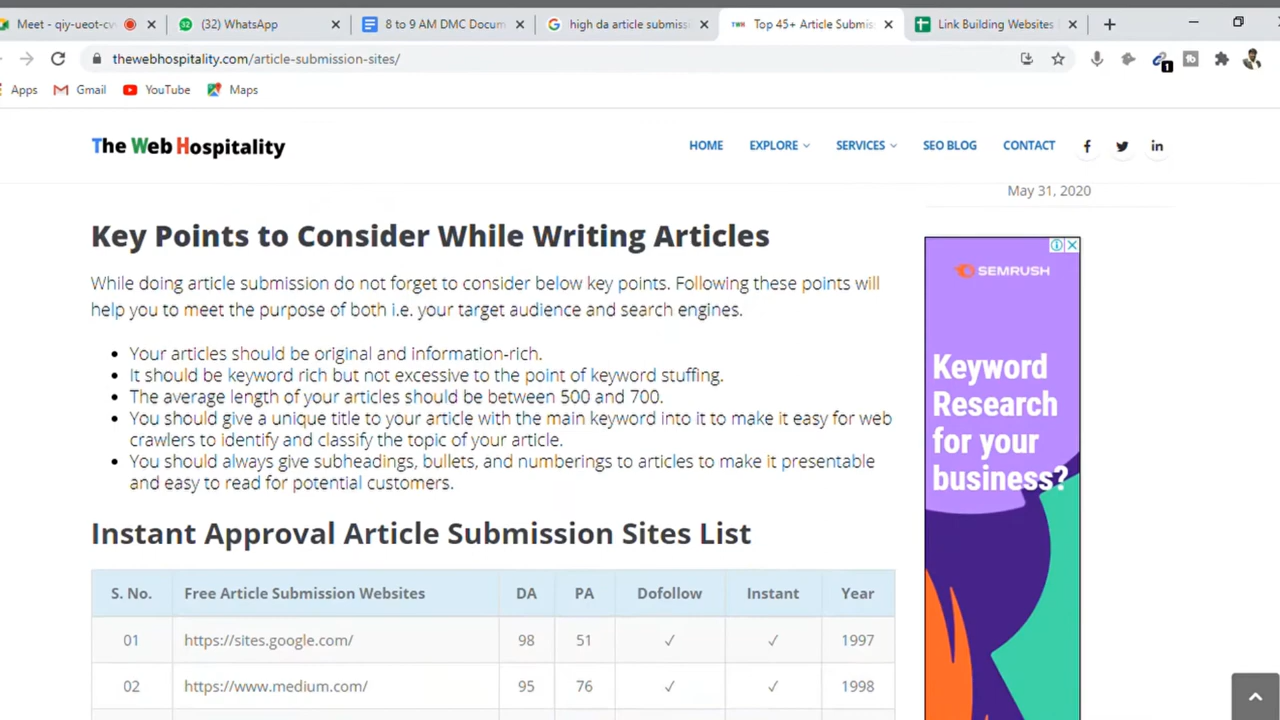 Meet - qiy-ueot-cv
(32) WhatsApp
8 to 9 AM DMC Docum
high da article submiss
Top 45+ Article Submis
Link Building Websites
thewebhospitality.com/article-submission-sites/
1
Apps
Gmail
YouTube
Maps
The Web Hospitality
HOME
EXPLORE
SERVICES
SEO BLOG
CONTACT
May 31, 2020
Key Points to Consider While Writing Articles
While doing article submission do not forget to consider below key points. Following these points will
help you to meet the purpose of both i.e. your target audience and search engines.
Your articles should be original and information-rich.
It should be keyword rich but not excessive to the point of keyword stuffing.
The average length of your articles should be between 500 and 700.
You should give a unique title to your article with the main keyword into it to make it easy for web
crawlers to identify and classify the topic of your article.
You should always give subheadings, bullets, and numberings to articles to make it presentable
and easy to read for potential customers.
SEMRUSH
Keyword
Research
for your
business?
Instant Approval Article Submission Sites List
S. No. Free Article Submission Websites DA PA Dofollow Instant Year
01 https://sites.google.com/ 98 51 ✓ ✓ 1997
02 https://www.medium.com/ 95 76 ✓ ✓ 1998